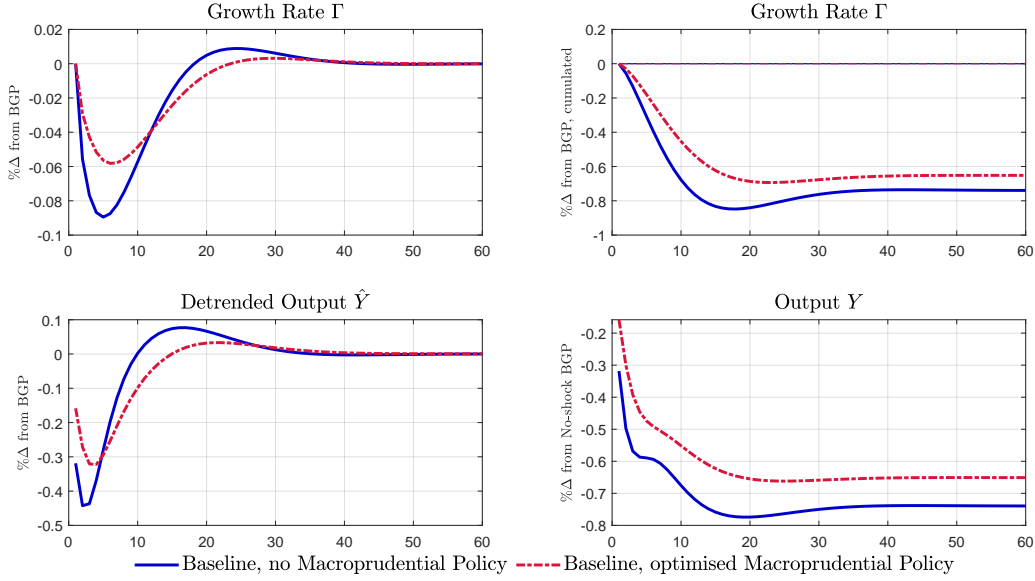 Growth Rate Γ
%Δ from BGP
0.02
0
-0.02
-0.04
-0.06
-0.08
-0.1
0 10 20 30 40 50 60
Growth Rate Γ
%Δ from BGP, cumulated
0.2
0
-0.2
-0.4
-0.6
-0.8
-1
0 10 20 30 40 50 60
Detrended Output Ŷ
%Δ from BGP
0.1
0
-0.1
-0.2
-0.3
-0.4
-0.5
0 10 20 30 40 50 60
Output Y
%Δ from No-shock BGP
-0.2
-0.3
-0.4
-0.5
-0.6
-0.7
-0.8
0 10 20 30 40 50 60
Baseline, no Macroprudential Policy
Baseline, optimised Macroprudential Policy